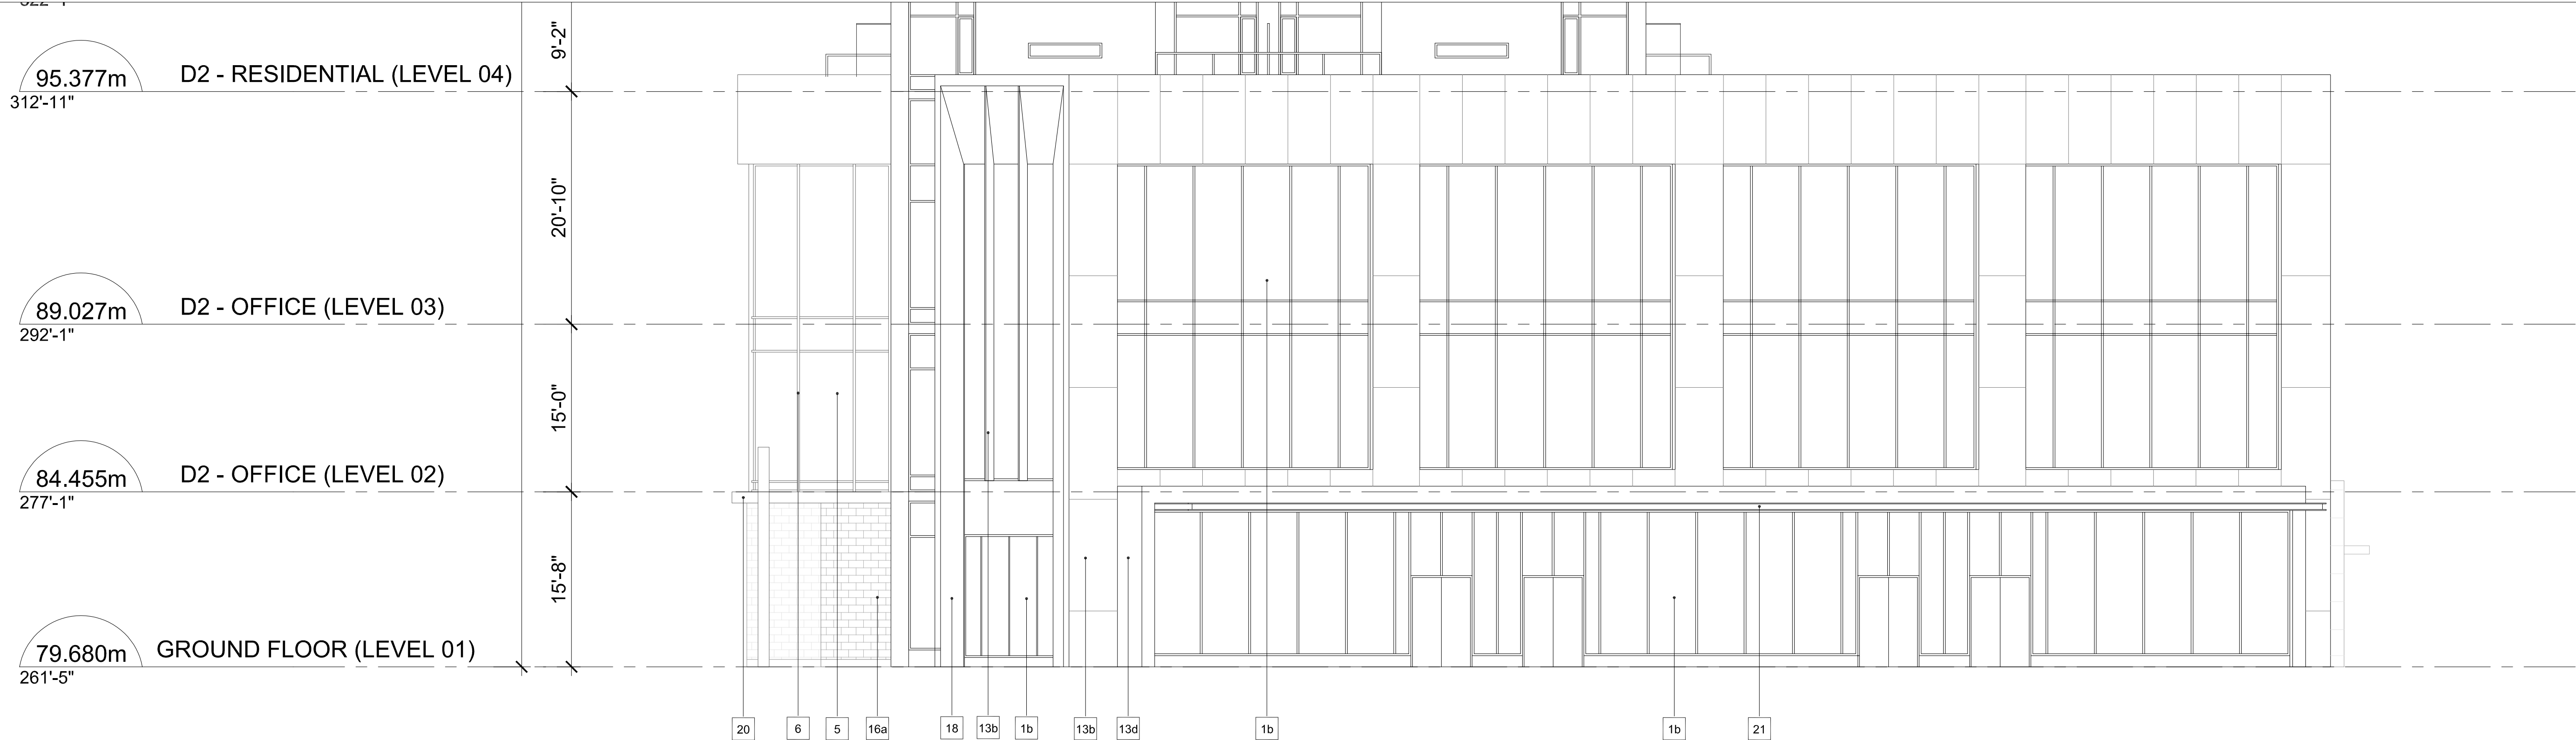 9'-2"
95.377m D2 - RESIDENTIAL (LEVEL 04)
312'-11"
20'-10"
89.027m D2 - OFFICE (LEVEL 03)
292'-1"
15'-0"
84.455m D2 - OFFICE (LEVEL 02)
277'-1"
15'-8"
79.680m GROUND FLOOR (LEVEL 01)
261'-5"
20 6 5 16a 18 13b 1b 13b 13d 1b 1b 21